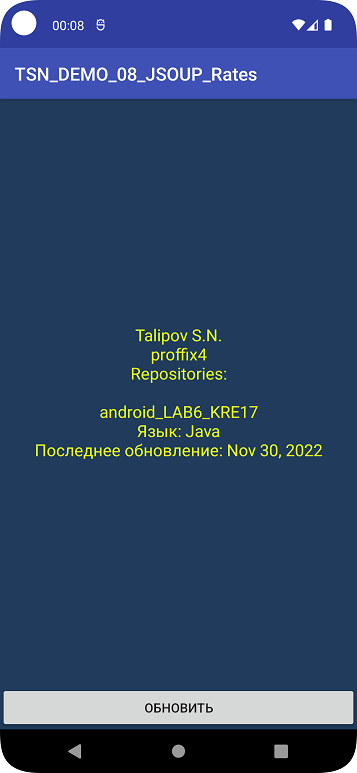 00:08
TSN_DEMO_08_JSOUP_Rates
Talipov S.N.
proffix4
Repositories:
android_LAB6_KRE17
Язык: Java
Последнее обновление: Nov 30, 2022
ОБНОВИТЬ